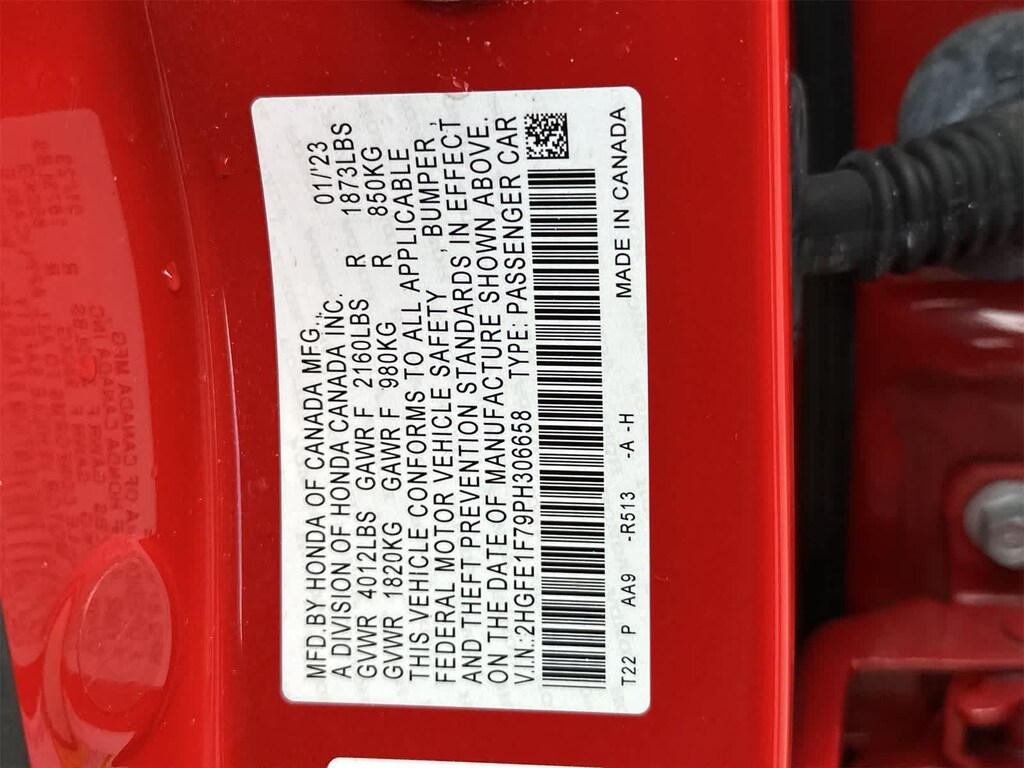 MFD.BY HONDA OF CANADA MFG., 01/'23
A DIVISION OF HONDA CANADA INC.
GVWR 4012LBS GAWR F 2160LBS R 1873LBS
GVWR 1820KG GAWR F 980KG R 850KG
THIS VEHICLE CONFORMS TO ALL APPLICABLE
FEDERAL MOTOR VEHICLE SAFETY , BUMPER ,
AND THEFT PREVENTION STANDARDS IN EFFECT
ON THE DATE OF MANUFACTURE SHOWN ABOVE.
V.I.N.:2HGFE1F79PH306658 TYPE: PASSENGER CAR
T22 P AA9 -R513 -A -H MADE IN CANADA